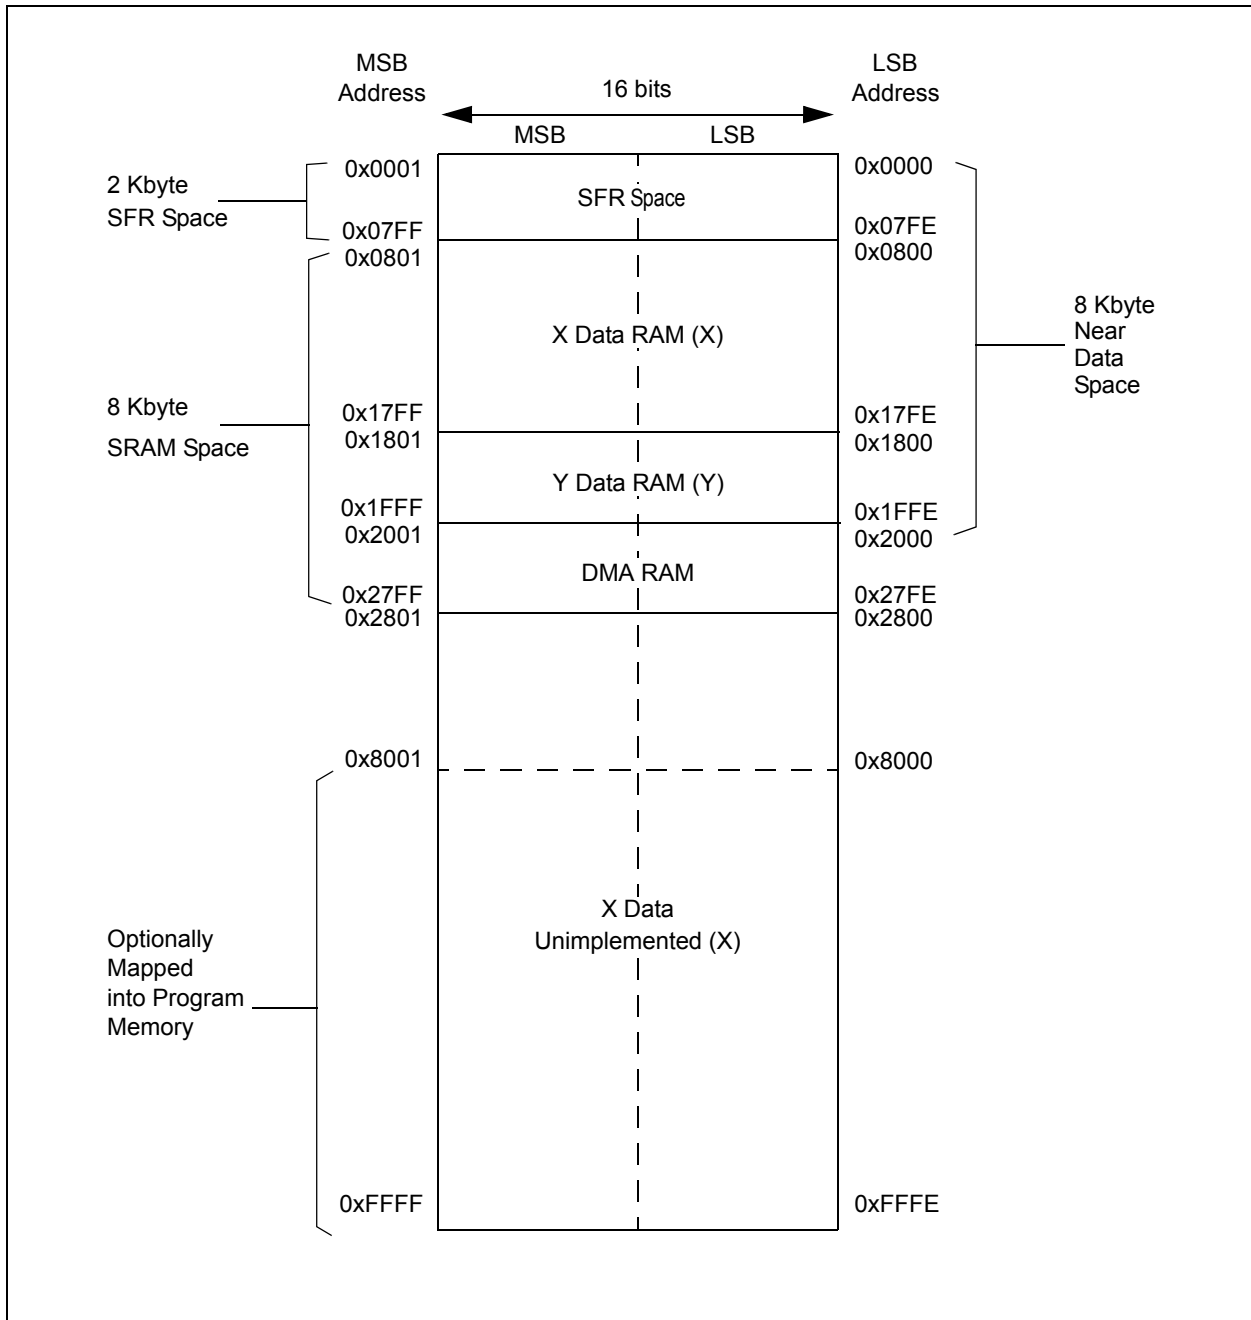 MSB
Address
16 bits
LSB
Address
MSB
LSB
0x0001
0x0000
2 Kbyte
SFR Space
SFR Space
0x07FF
0x07FE
0x0801
0x0800
X Data RAM (X)
8 Kbyte
Near
Data
Space
8 Kbyte
SRAM Space
0x17FF
0x17FE
0x1801
0x1800
Y Data RAM (Y)
0x1FFF
0x1FFE
0x2001
0x2000
DMA RAM
0x27FF
0x27FE
0x2801
0x2800
0x8001
0x8000
X Data
Unimplemented (X)
Optionally
Mapped
into Program
Memory
0xFFFF
0xFFFE